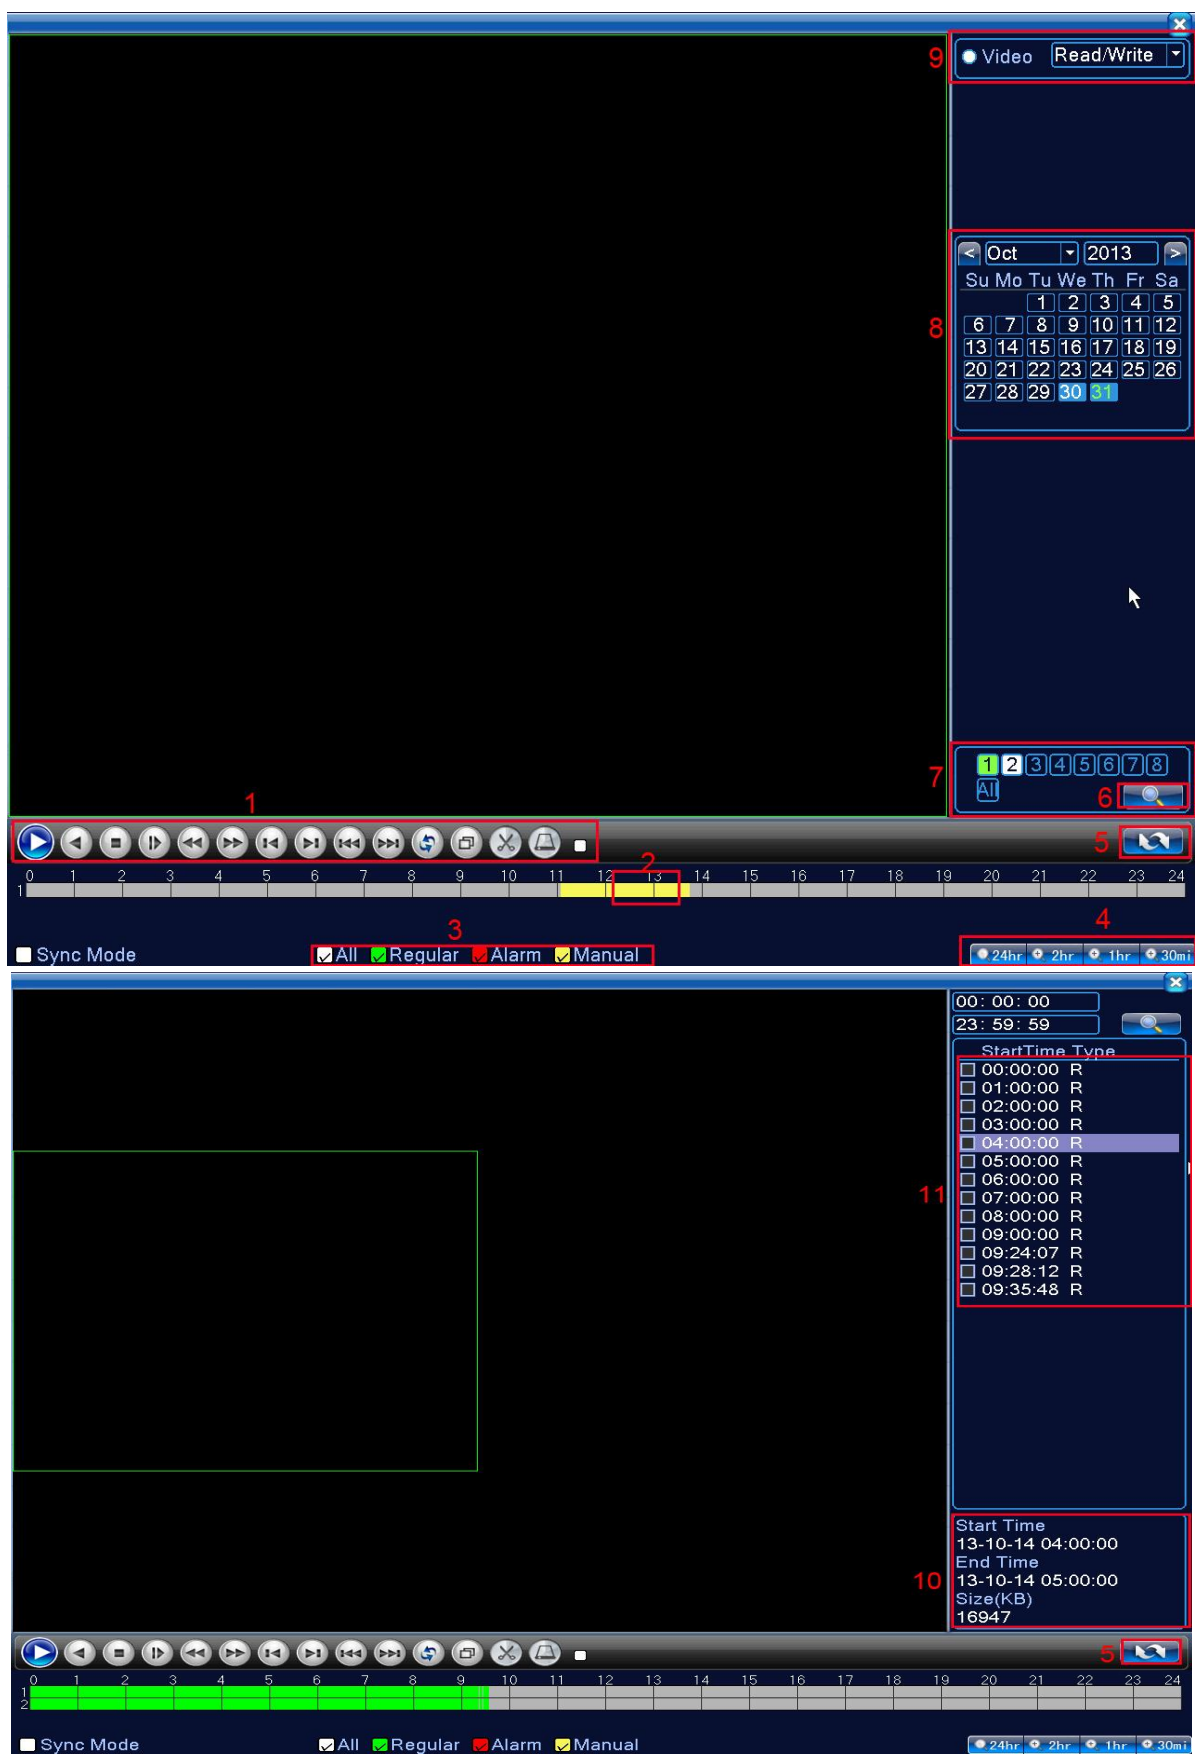 9
Video Read/Write
< Oct 2013 >
Su Mo Tu We Th Fr Sa
1 2 3 4 5
8
6 7 8 9 10 11 12
13 14 15 16 17 18 19
20 21 22 23 24 25 26
27 28 29 30 31
7
1 2 3 4 5 6 7 8
All
6
1
5
2
0 1 2 3 4 5 6 7 8 9 10 11 12 13 14 15 16 17 18 19 20 21 22 23 24
1
3
4
Sync Mode All Regular Alarm Manual 24hr 2hr 1hr 30mi
00: 00: 00
23: 59: 59
StartTime Type
00:00:00 R
01:00:00 R
02:00:00 R
03:00:00 R
04:00:00 R
05:00:00 R
06:00:00 R
11
07:00:00 R
08:00:00 R
09:00:00 R
09:24:07 R
09:28:12 R
09:35:48 R
Start Time
13-10-14 04:00:00
End Time
10
13-10-14 05:00:00
Size(KB)
16947
5
0 1 2 3 4 5 6 7 8 9 10 11 12 13 14 15 16 17 18 19 20 21 22 23 24
1
2
Sync Mode All Regular Alarm Manual 24hr 2hr 1hr 30mi